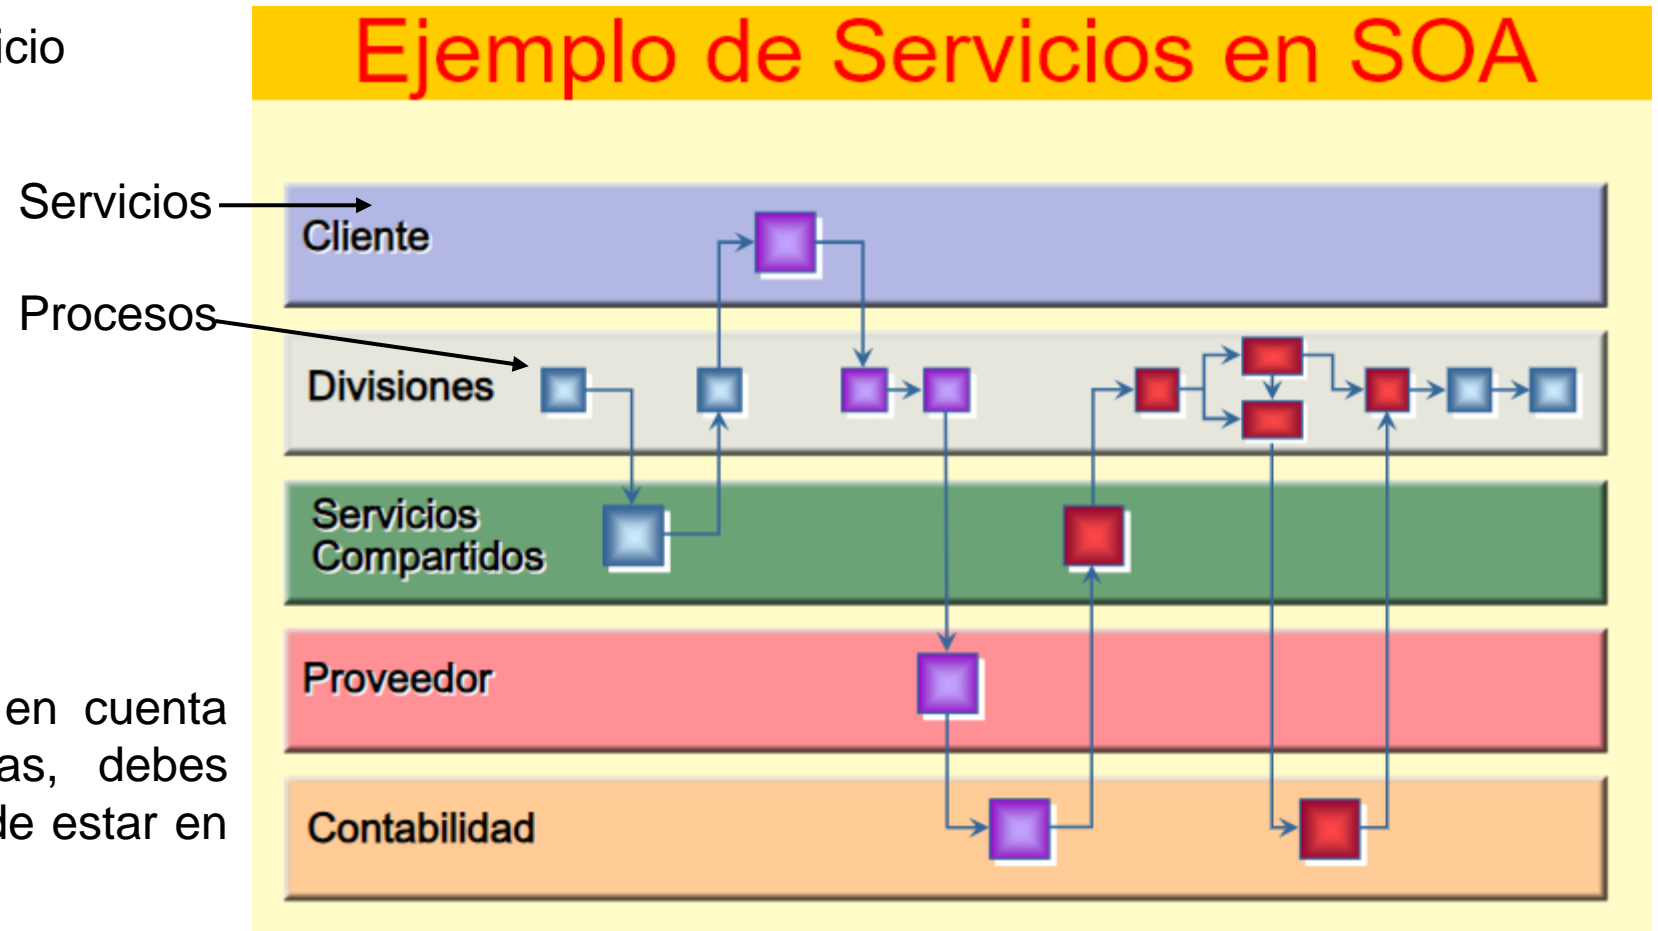 icio
Ejemplo de Servicios en SOA
Servicios
Cliente
Procesos
Divisiones
Servicios
Compartidos
Proveedor
en cuenta
as, debes
de estar en
Contabilidad